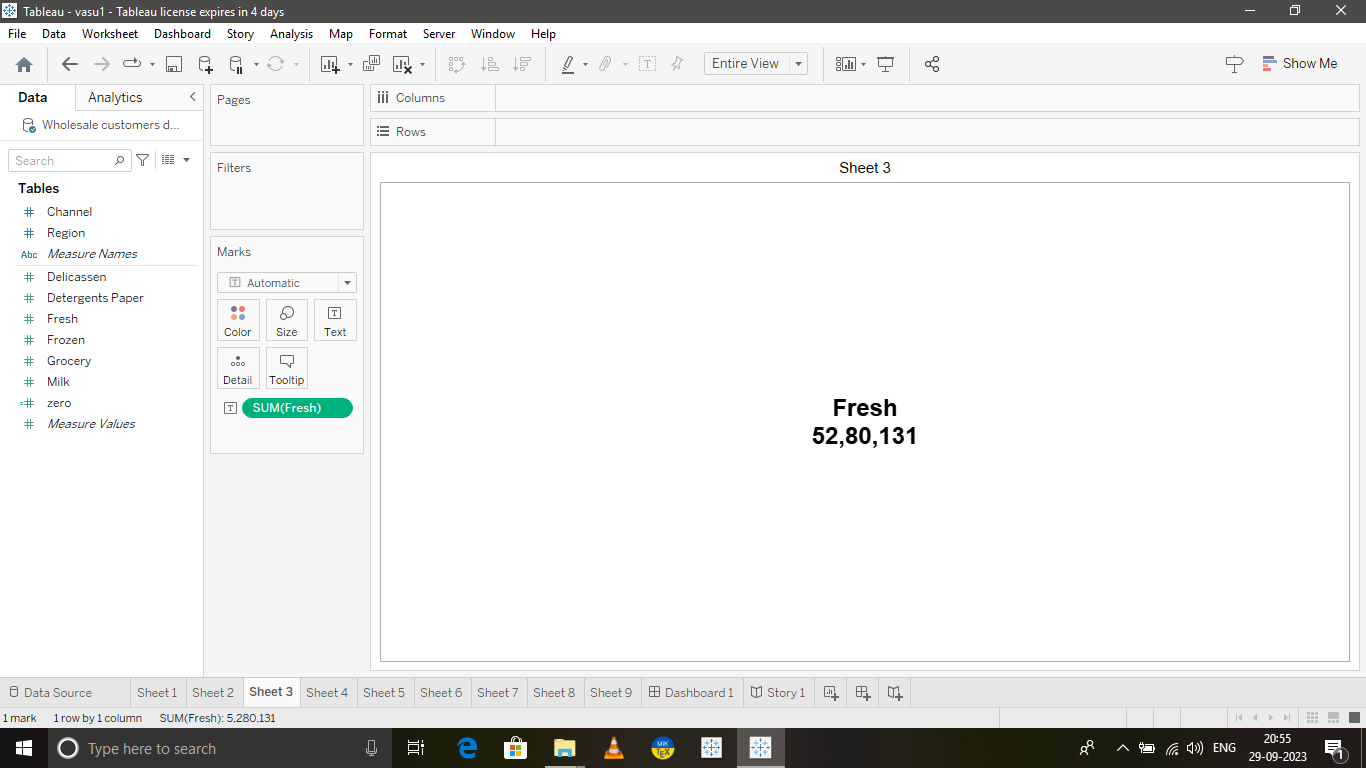 Tableau - vasu1 - Tableau license expires in 4 days
File Data Worksheet Dashboard Story Analysis Map Format Server Window Help
Entire View
Show Me
Data Analytics
Wholesale customers d...
Search
Tables
# Channel
# Region
Abc Measure Names
# Delicassen
# Detergents Paper
# Fresh
# Frozen
# Grocery
# Milk
=# zero
# Measure Values
Pages
Filters
Marks
T Automatic
Color Size T Text
Detail Tooltip
T SUM(Fresh)
Columns
Rows
Sheet 3
Fresh
52,80,131
Data Source Sheet 1 Sheet 2 Sheet 3 Sheet 4 Sheet 5 Sheet 6 Sheet 7 Sheet 8 Sheet 9 Dashboard 1 Story 1
1 mark 1 row by 1 column SUM(Fresh): 5,280,131
Type here to search
MiK
TEX
ENG
20:55
29-09-2023
1